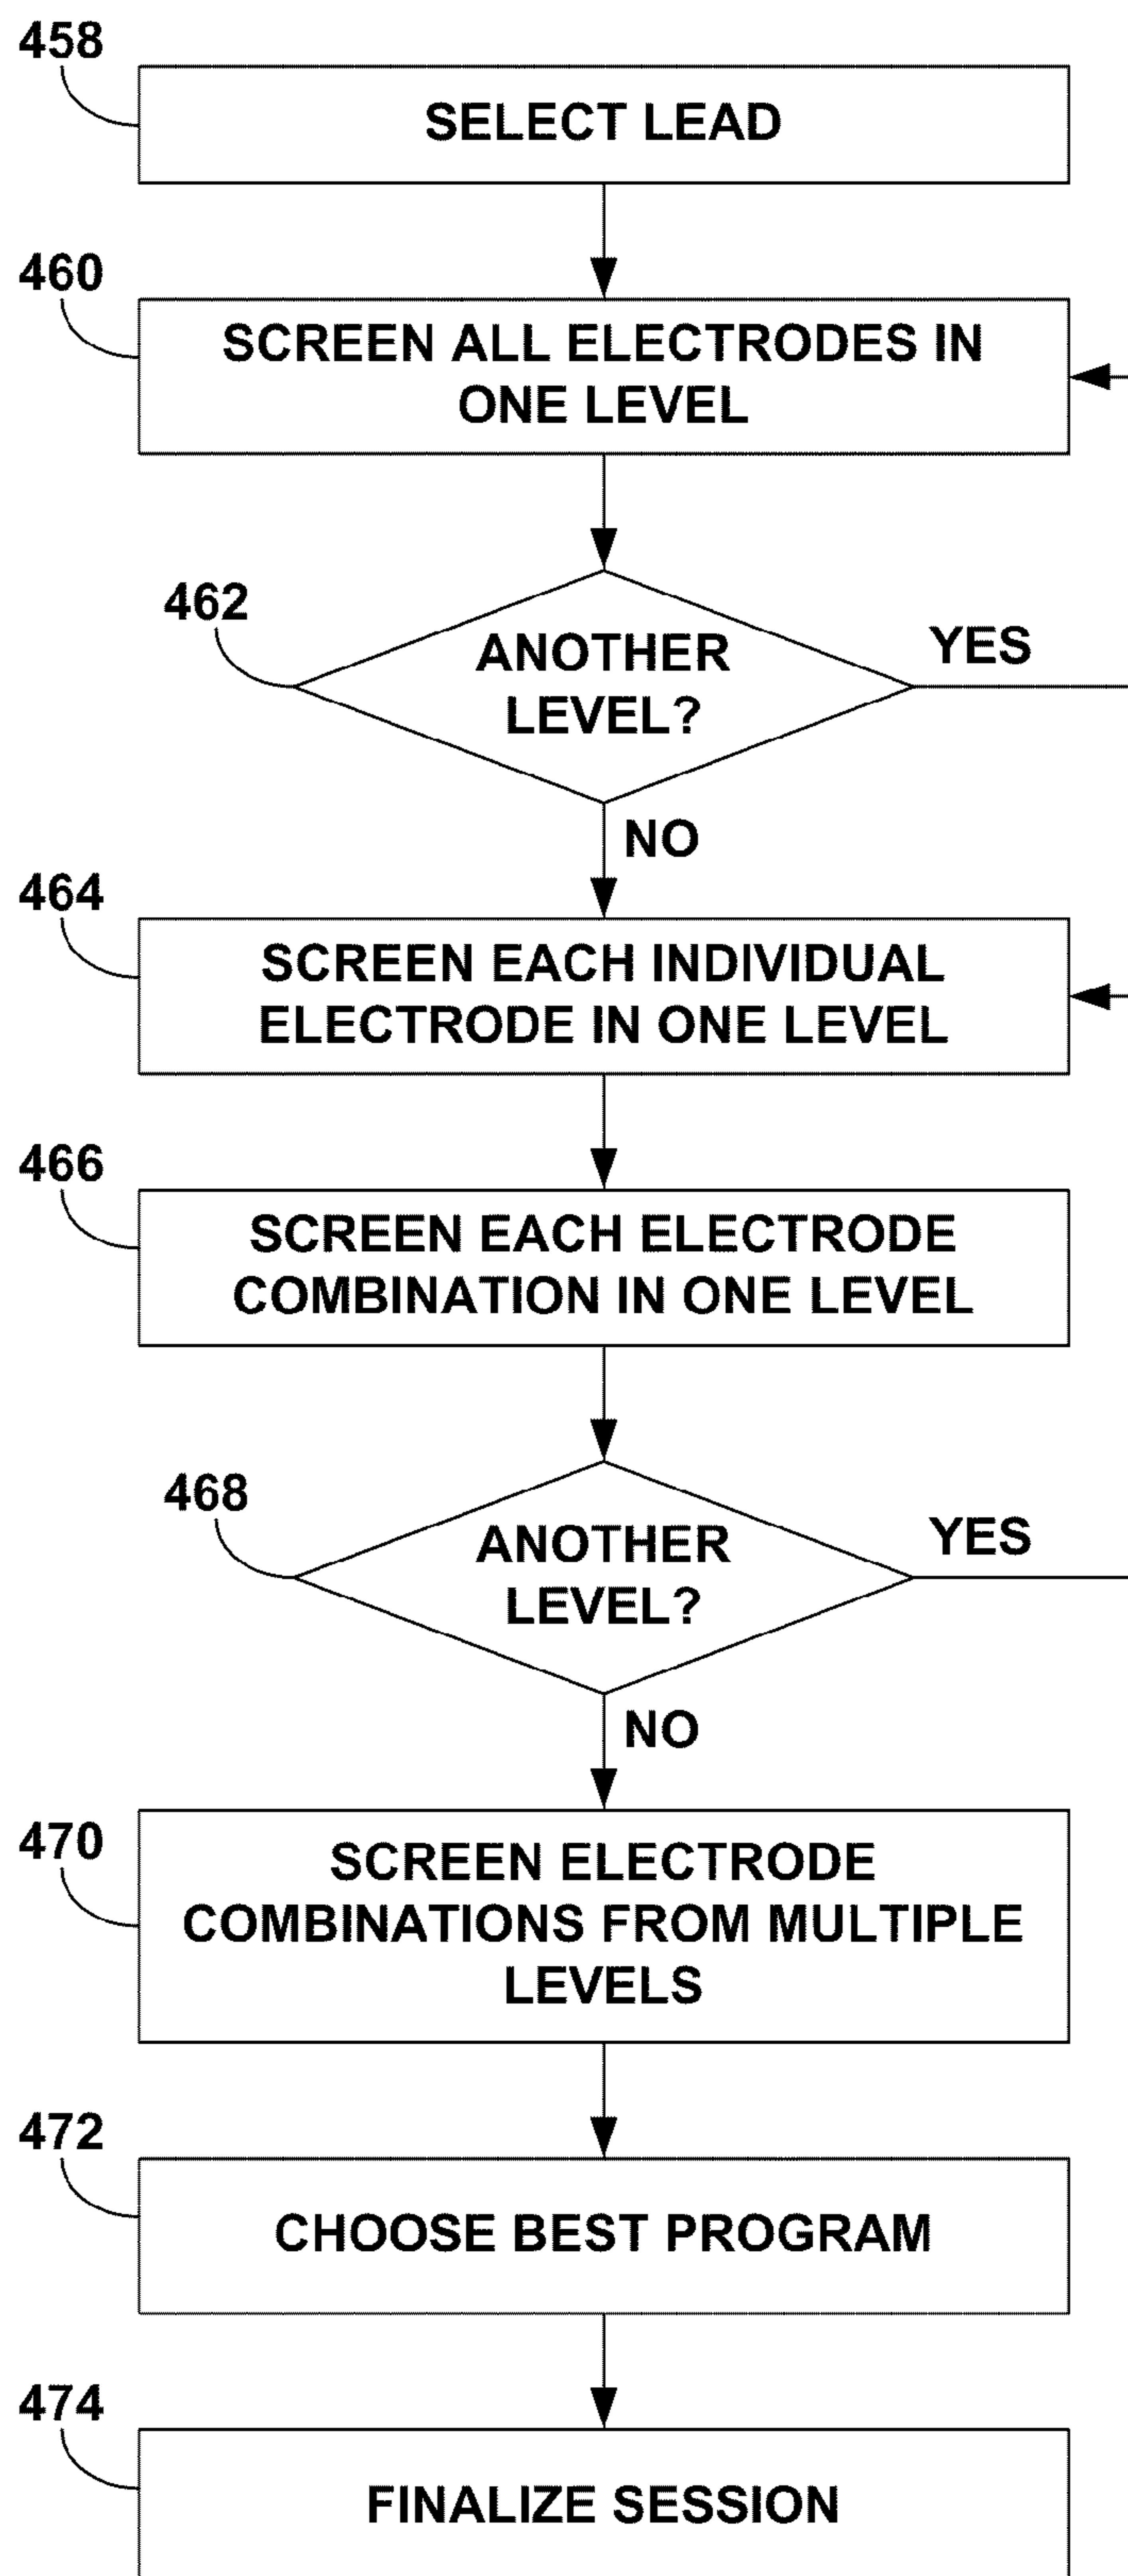 458
SELECT LEAD
460
SCREEN ALL ELECTRODES IN
ONE LEVEL
462
ANOTHER
LEVEL?
YES
NO
464
SCREEN EACH INDIVIDUAL
ELECTRODE IN ONE LEVEL
466
SCREEN EACH ELECTRODE
COMBINATION IN ONE LEVEL
468
ANOTHER
LEVEL?
YES
NO
470
SCREEN ELECTRODE
COMBINATIONS FROM MULTIPLE
LEVELS
472
CHOOSE BEST PROGRAM
474
FINALIZE SESSION